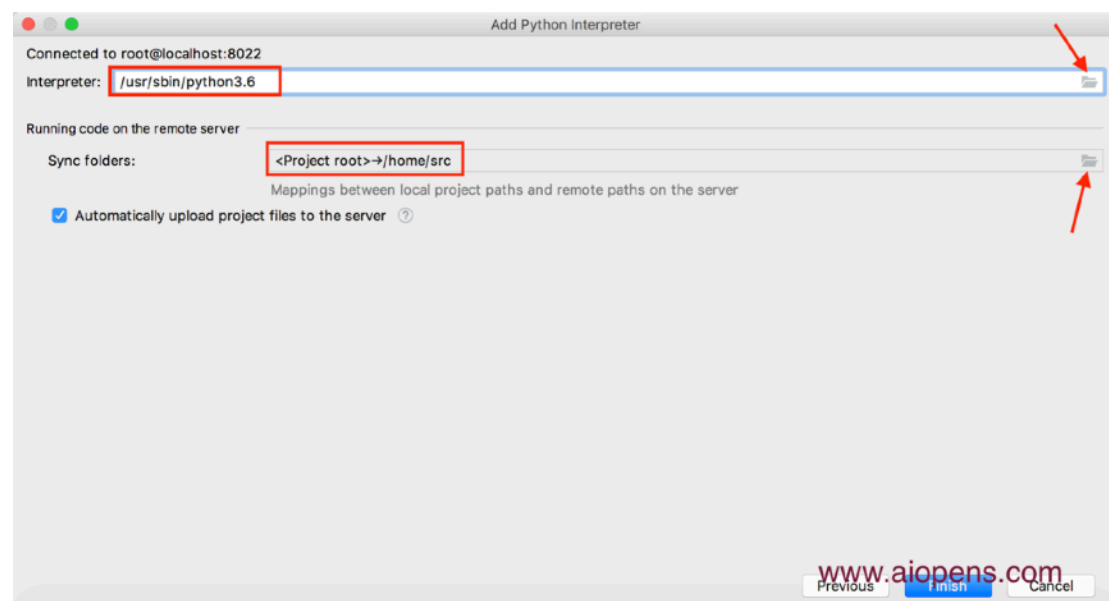 Add Python Interpreter
Connected to root@localhost:8022
Interpreter: /usr/sbin/python3.6
Running code on the remote server
Sync folders: <Project root>→/home/src
Mappings between local project paths and remote paths on the server
Automatically upload project files to the server ?
www.aiopens.com
Previous Finish Cancel